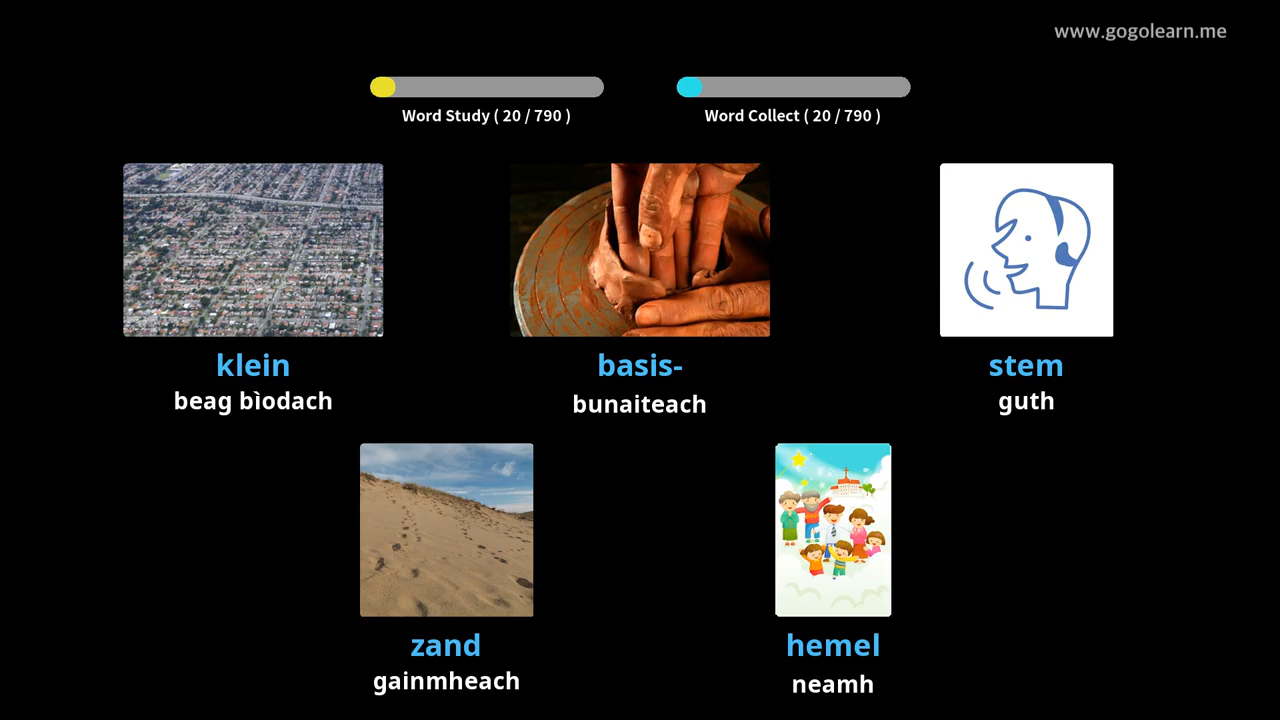 www.gogolearn.me
Word Study ( 20 / 790 )
Word Collect ( 20 / 790 )
klein
beag bìodach
basis-
bunaiteach
stem
guth
zand
gainmheach
hemel
neamh